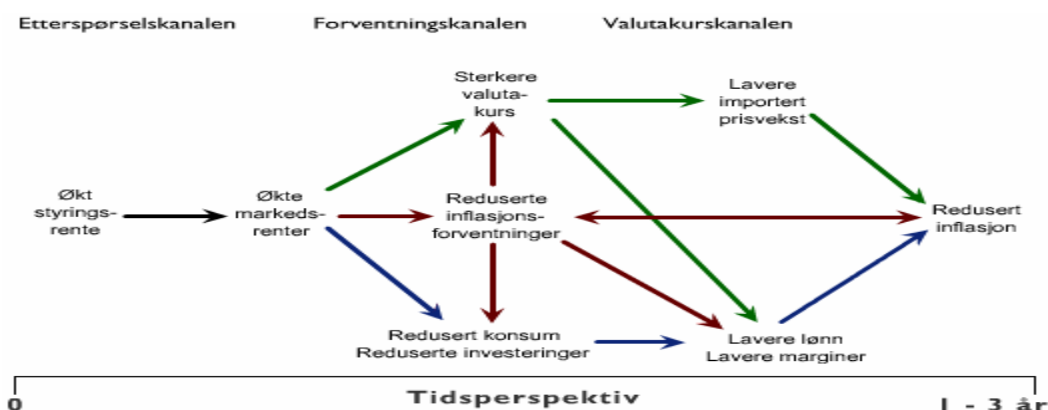 Etterspørselskanalen
Forventningskanalen
Valutakurskanalen
Sterkere
valuta-
kurs
Lavere
importert
prisvekst
Økt
styrings-
rente
Økte
markeds-
renter
Reduserte
inflasjons-
forventninger
Redusert
inflasjon
Redusert konsum
Reduserte investeringer
Lavere lønn
Lavere marginer
0
Tidsperspektiv
1 - 3 år